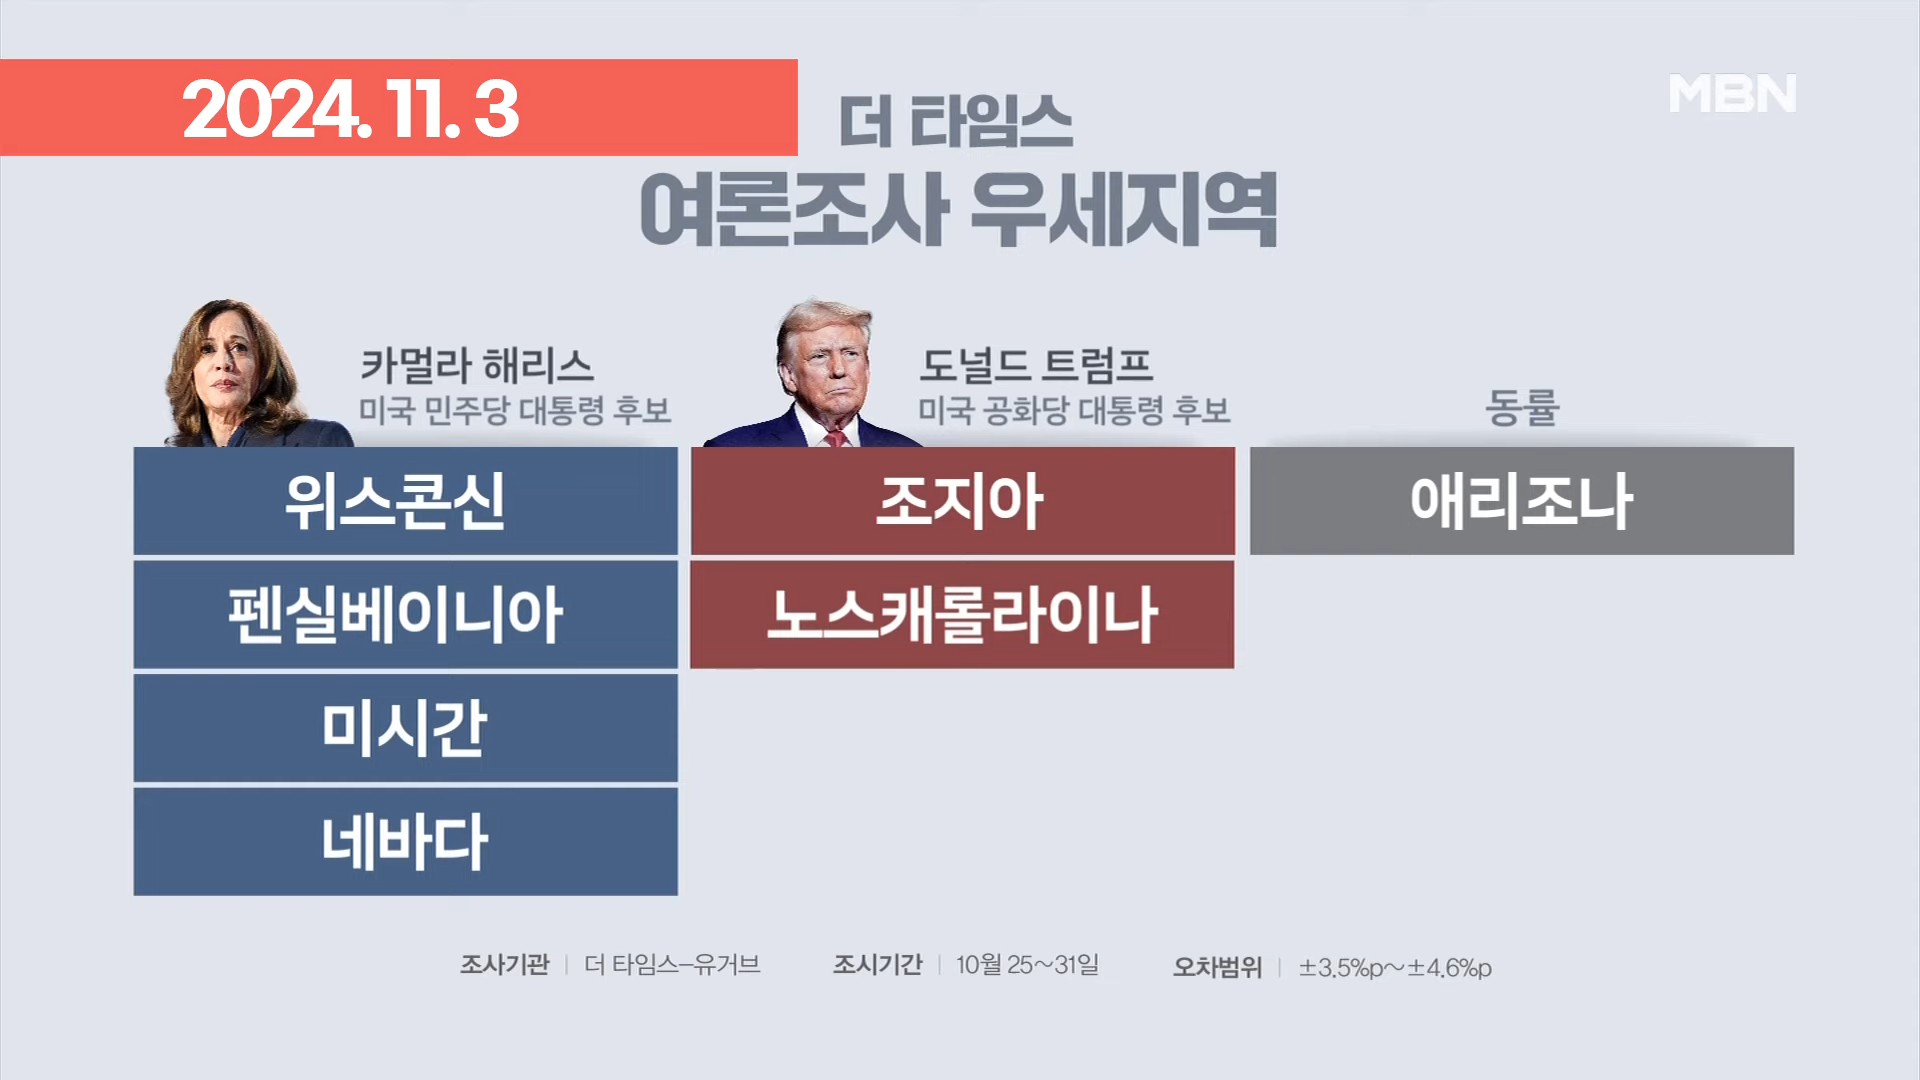 2024. 11. 3
MBN
더 타임스
여론조사 우세지역
카멀라 해리스
미국 민주당 대통령 후보
도널드 트럼프
미국 공화당 대통령 후보
동률
위스콘신
조지아
애리조나
펜실베이니아
노스캐롤라이나
미시간
네바다
조사기관 | 더 타임스-유거브
조시기간 | 10월 25~31일
오차범위 | ±3.5%p~±4.6%p